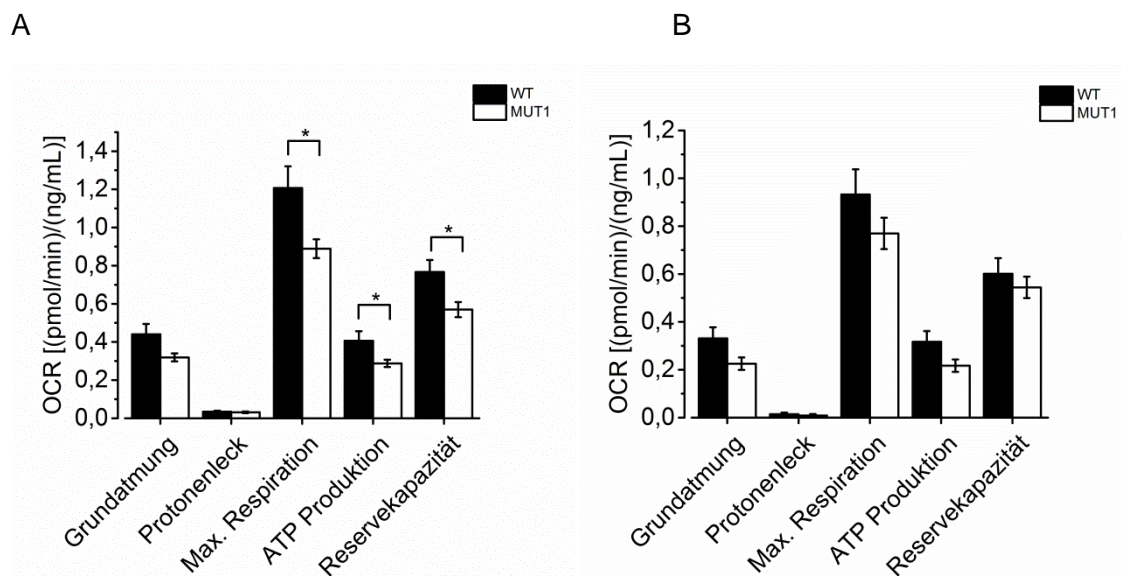 A
WT
MUT1
OCR [(pmol/min)/(ng/mL)]
1,4
1,2
1,0
0,8
0,6
0,4
0,2
0,0
*
*
*
Grundatmung
Protonenleck
Max. Respiration
ATP Produktion
Reservekapazität
B
WT
MUT1
OCR [(pmol/min)/(ng/mL)]
1,2
1,0
0,8
0,6
0,4
0,2
0,0
Grundatmung
Protonenleck
Max. Respiration
ATP Produktion
Reservekapazität